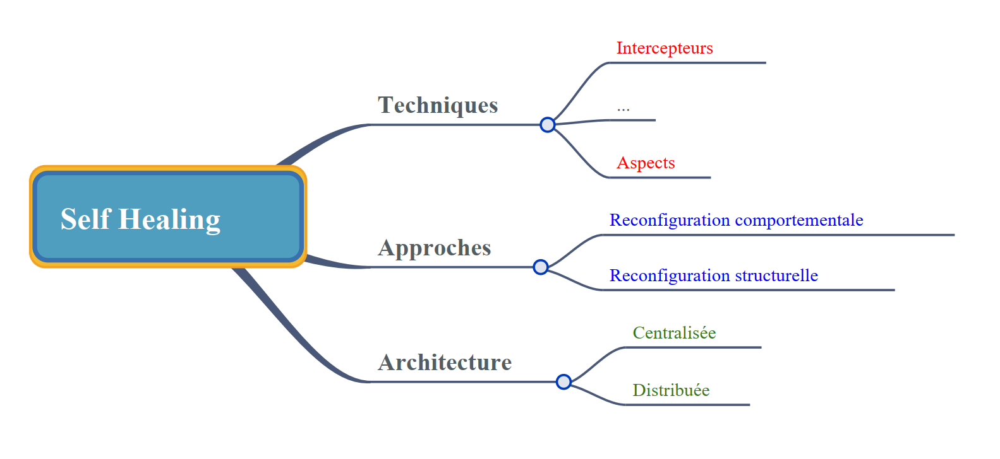 Self Healing
Techniques
Intercepteurs
...
Aspects
Approches
Reconfiguration comportementale
Reconfiguration structurelle
Architecture
Centralisée
Distribuée